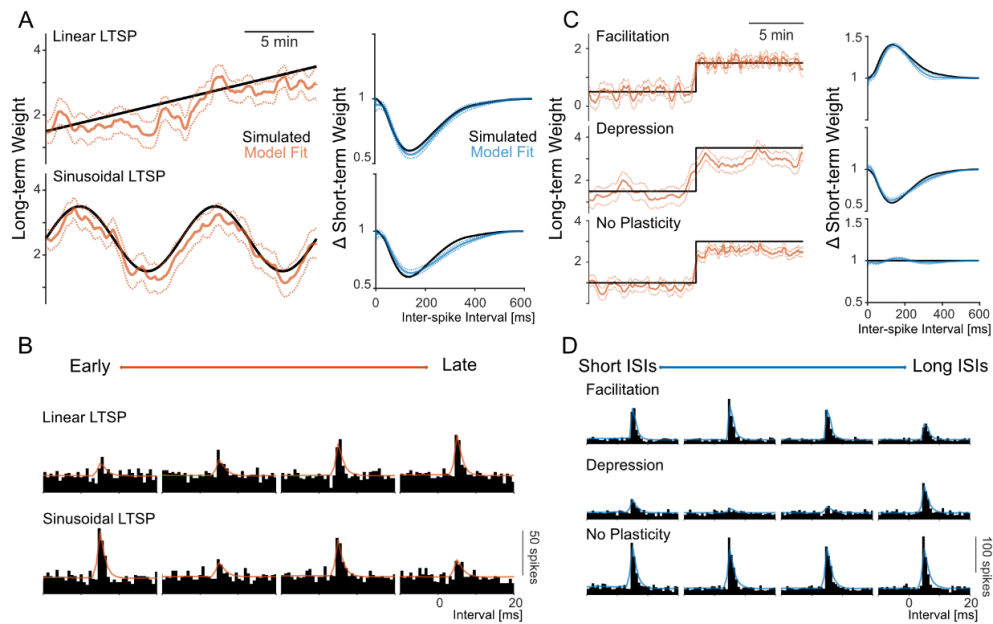 A
Linear LTSP
5 min
4
2
Simulated
Model Fit
Sinusoidal LTSP
4
2
Long-term Weight
1
0.5
Simulated
Model Fit
1
0.5
Δ Short-term Weight
0
200
400
600
Inter-spike Interval [ms]
C
Facilitation
5 min
2
0
Depression
4
2
No Plasticity
4
2
0
Long-term Weight
1.5
1
1
0.5
1
0.5
1.5
Δ Short-term Weight
0
200
400
600
Inter-spike Interval [ms]
B
Early
Late
Linear LTSP
Sinusoidal LTSP
50 spikes
0
20
Interval [ms]
D
Short ISIs
Long ISIs
Facilitation
Depression
No Plasticity
100 spikes
0
20
Interval [ms]